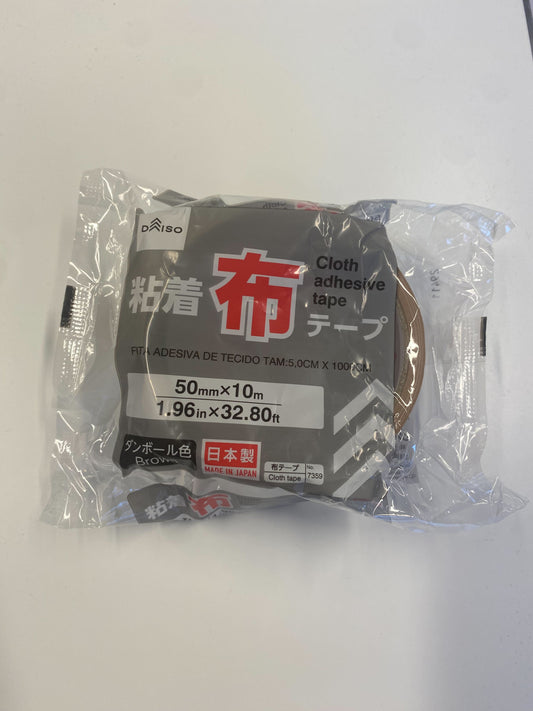 DAISO
粘着布テープ
Cloth
adhesive
tape
FITA ADESIVA DE TECIDO TAM:5,0CM X 1000CM
50mm×10m
1.96in×32.80ft
ダンボール色
Brown
日本製
MADE IN JAPAN
布テープ
Cloth tape
No.
7359
粘着 布